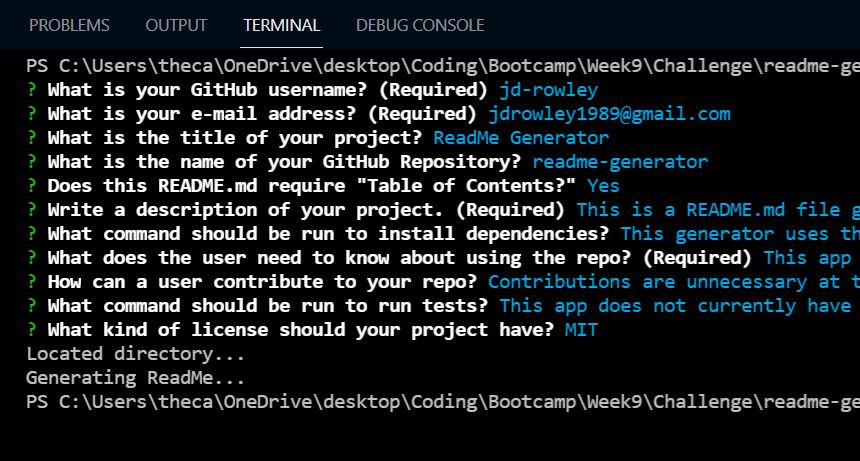 PROBLEMS OUTPUT TERMINAL DEBUG CONSOLE
PS C:\Users\theca\OneDrive\desktop\Coding\Bootcamp\Week9\Challenge\readme-ge
? What is your GitHub username? (Required) jd-rowley
? What is your e-mail address? (Required) jdrowley1989@gmail.com
? What is the title of your project? ReadMe Generator
? What is the name of your GitHub Repository? readme-generator
? Does this README.md require "Table of Contents?" Yes
? Write a description of your project. (Required) This is a README.md file g
? What command should be run to install dependencies? This generator uses th
? What does the user need to know about using the repo? (Required) This app
? How can a user contribute to your repo? Contributions are unnecessary at t
? What command should be run to run tests? This app does not currently have
? What kind of license should your project have? MIT
Located directory...
Generating ReadMe...
PS C:\Users\theca\OneDrive\desktop\Coding\Bootcamp\Week9\Challenge\readme-ge